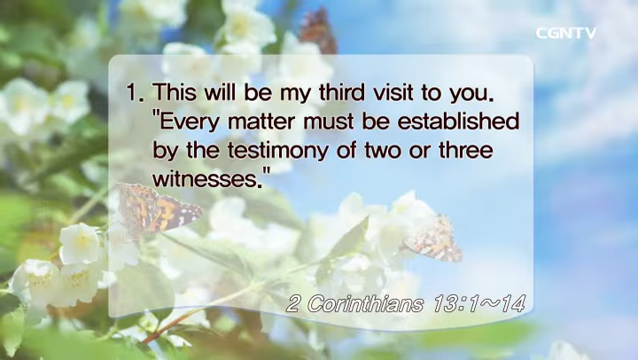 CGNTV
1. This will be my third visit to you.
"Every matter must be established
by the testimony of two or three
witnesses."
2 Corinthians 13:1~14